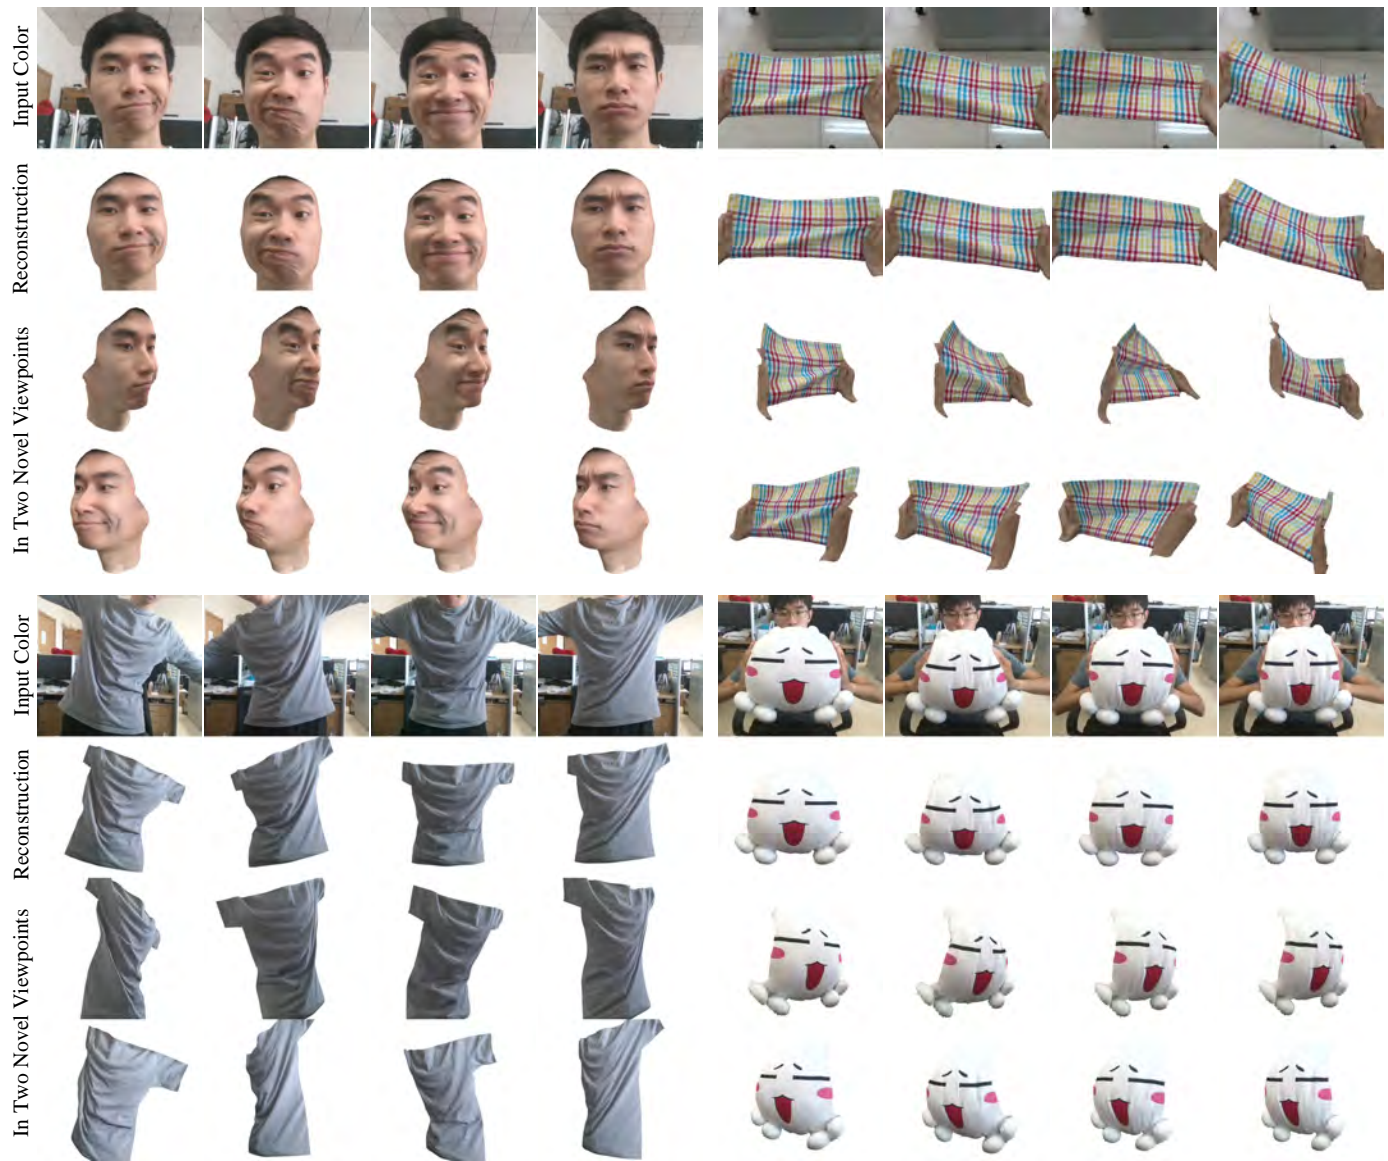 Input Color
Reconstruction
In Two Novel Viewpoints
Input Color
Reconstruction
In Two Novel Viewpoints